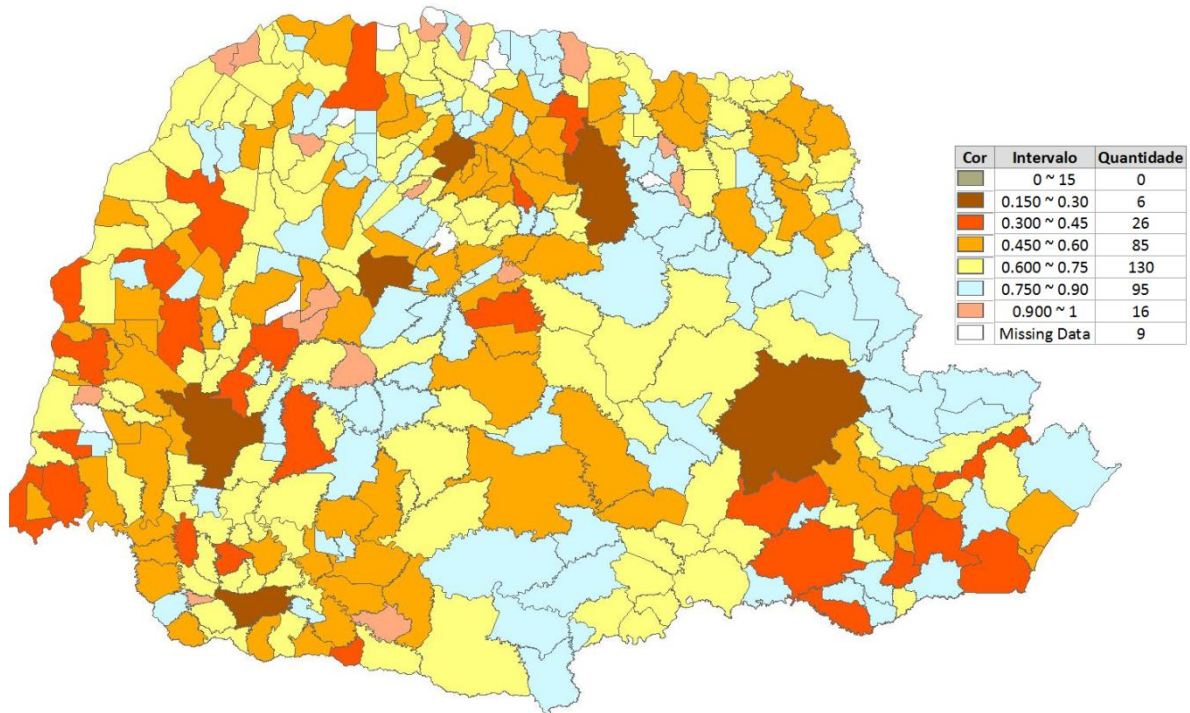 Cor Intervalo Quantidade
0 ~ 15 0
0.150 ~ 0.30 6
0.300 ~ 0.45 26
0.450 ~ 0.60 85
0.600 ~ 0.75 130
0.750 ~ 0.90 95
0.900 ~ 1 16
Missing Data 9